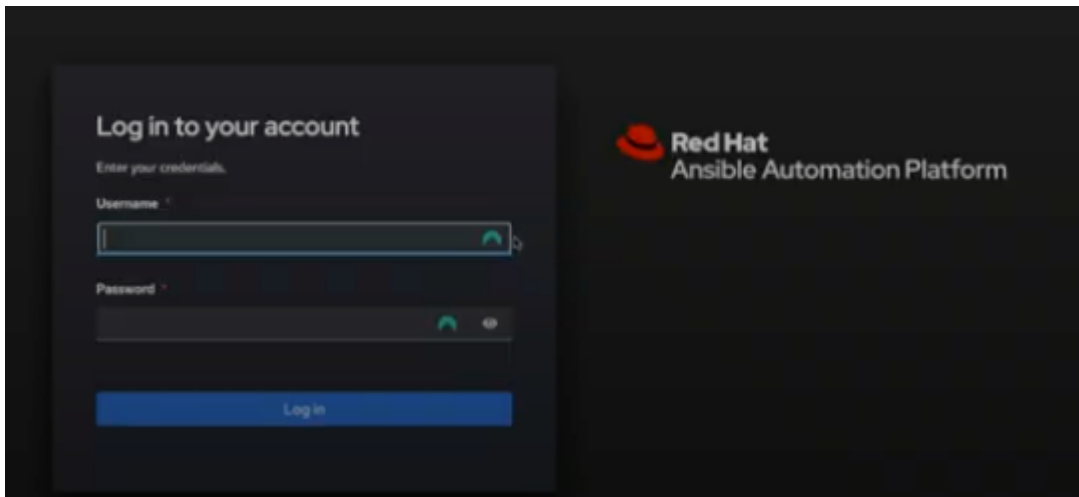 Log in to your account
Enter your credentials.
Username *
Password *
Log in
Red Hat
Ansible Automation Platform